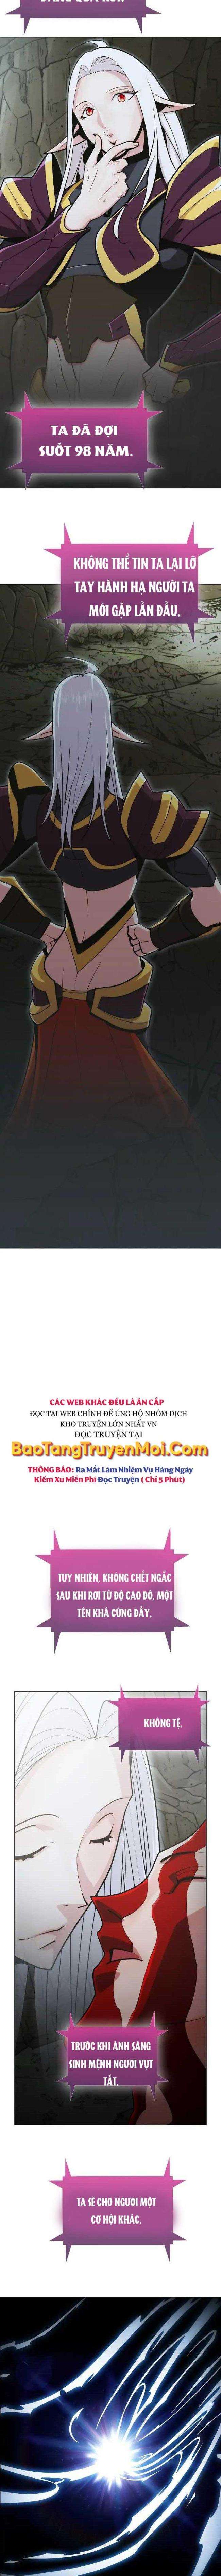 TA ĐÃ ĐỢI
SUỐT 98 NĂM.
KHÔNG THỂ TIN TA LẠI LỠ
TAY HÀNH HẠ NGƯỜI TA
MỚI GẶP LẦN ĐẦU.
BaoTangTruyenMoi.Com
CÁC WEB KHÁC ĐỀU LÀ ĂN CẮP
ĐỌC TẠI WEB CHÍNH ĐỂ ỦNG HỘ NHÓM DỊCH
KHO TRUYỆN LỚN NHẤT VN
ĐỌC TRUYỆN TẠI
BaoTangTruyenMoi.Com
THÔNG BÁO: Ra Mắt Làm Nhiệm Vụ Hàng Ngày
Kiếm Xu Miễn Phí Đọc Truyện ( Chỉ 5 Phút)
TUY NHIÊN, KHÔNG CHẾT NGẮC
SAU KHI RƠI TỪ ĐỘ CAO ĐÓ, MỘT
TÊN KHÁ CỨNG ĐẤY.
KHÔNG TỆ.
TRƯỚC KHI ÁNH SÁNG
SINH MỆNH NGƯƠI VỤT
TẮT,
TA SẼ CHO NGƯƠI MỘT
CƠ HỘI KHÁC.